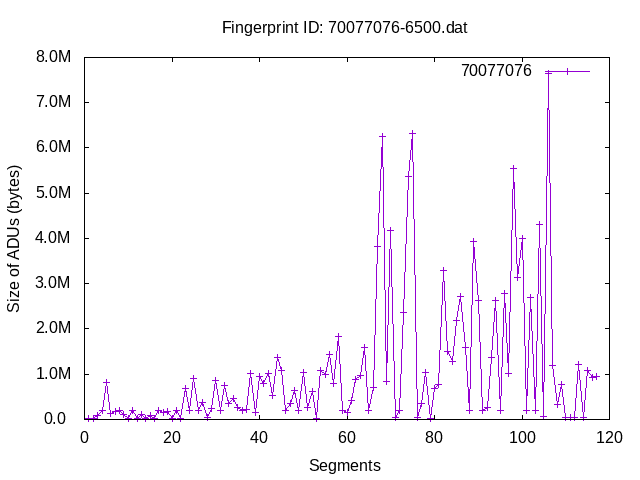 Fingerprint ID: 70077076-6500.dat
8.0M
70077076
7.0M
6.0M
5.0M
4.0M
3.0M
2.0M
1.0M
0.0
Size of ADUs (bytes)
0 20 40 60 80 100 120
Segments